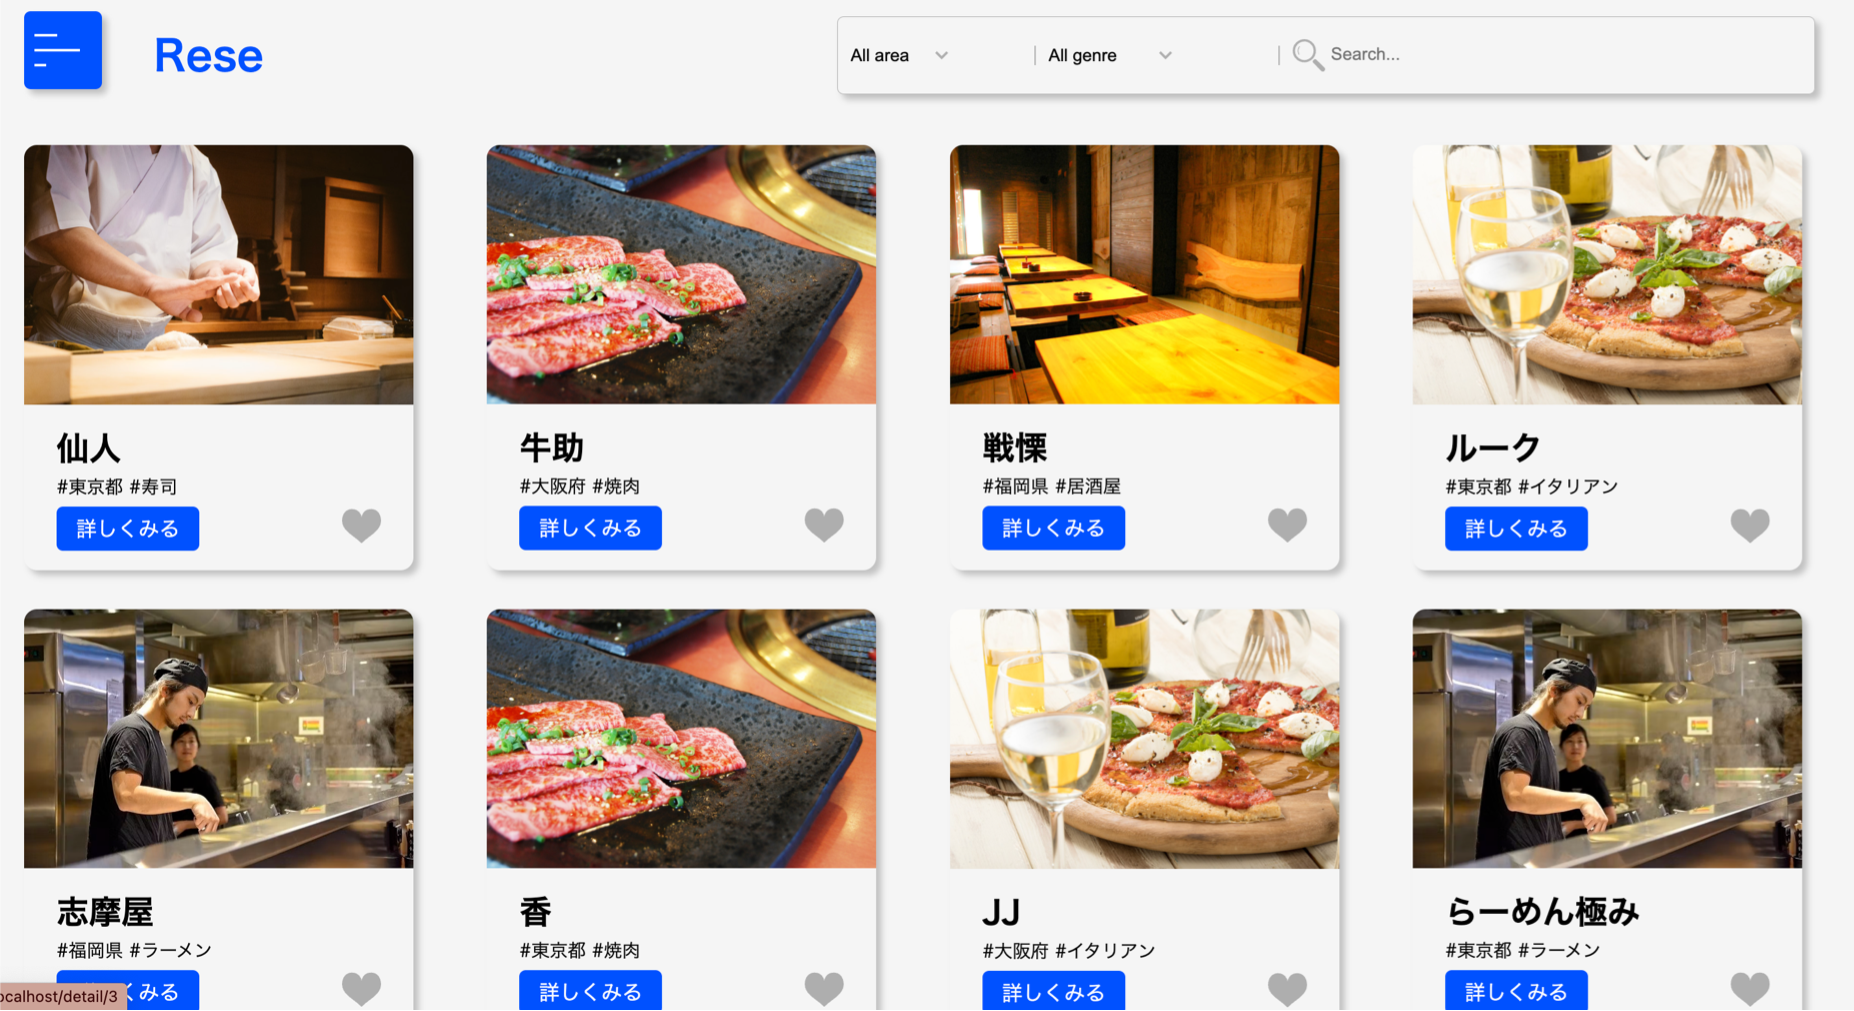 Rese
All area
All genre
Search...
仙人
#東京都 #寿司
詳しくみる
牛助
#大阪府 #焼肉
詳しくみる
戦慄
#福岡県 #居酒屋
詳しくみる
ルーク
#東京都 #イタリアン
詳しくみる
志摩屋
#福岡県 #ラーメン
くみる
香
#東京都 #焼肉
詳しくみる
JJ
#大阪府 #イタリアン
詳しくみる
らーめん極み
#東京都 #ラーメン
詳しくみる
ocalhost/detail/3